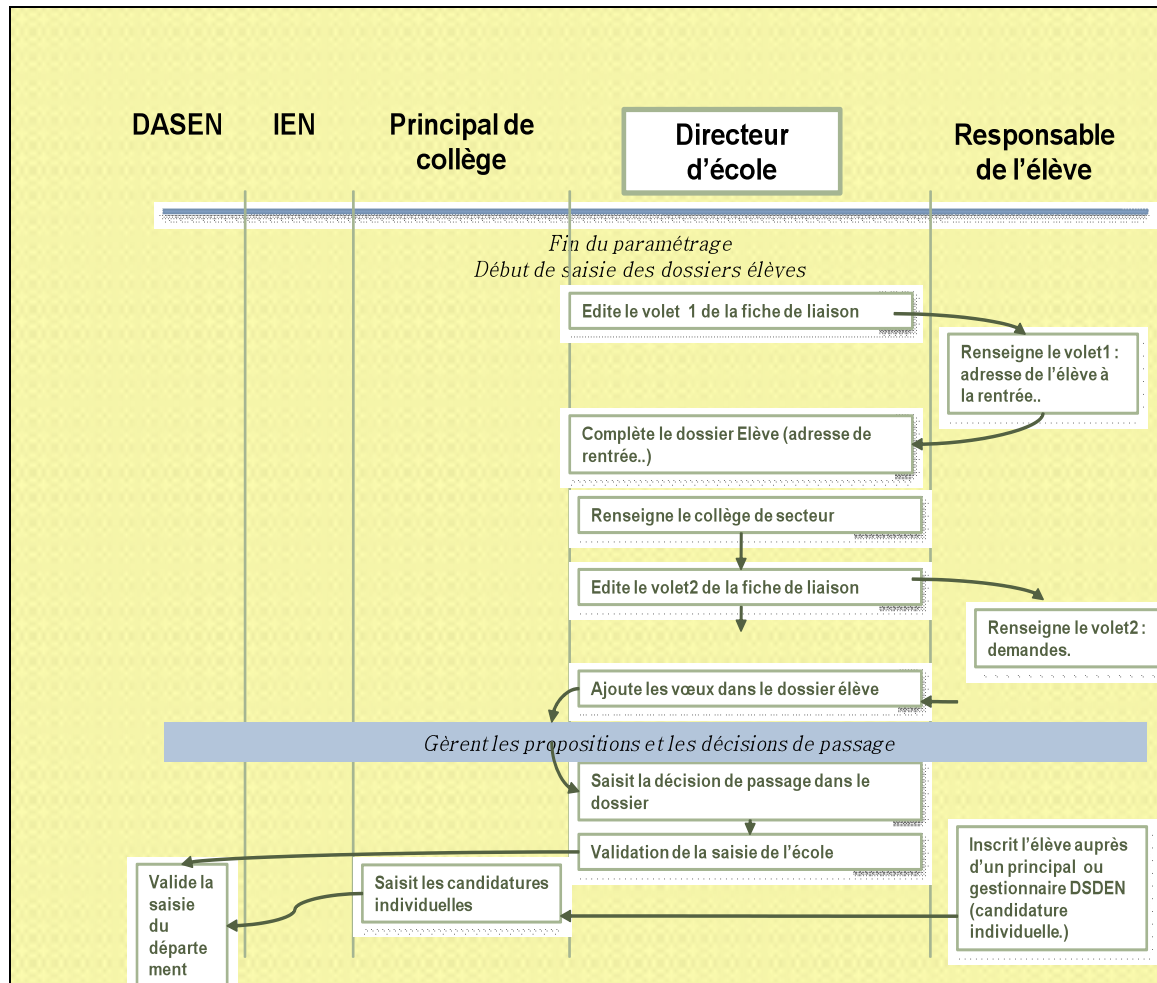 DASEN
IEN
Principal de
collège
Directeur
d'école
Responsable
de l'élève
Fin du paramétrage
Début de saisie des dossiers élèves
Edite le volet 1 de la fiche de liaison
Renseigne le volet1 :
adresse de l'élève à
la rentrée..
Complète le dossier Elève (adresse de
rentrée..)
Renseigne le collège de secteur
Edite le volet2 de la fiche de liaison
Renseigne le volet2 :
demandes.
Ajoute les vœux dans le dossier élève
Gèrent les propositions et les décisions de passage
Saisit la décision de passage dans le
dossier
Validation de la saisie de l'école
Inscrit l'élève auprès
d'un principal ou
gestionnaire DSDEN
(candidature
individuelle.)
Saisit les candidatures
individuelles
Valide la
saisie
du
départe
ment